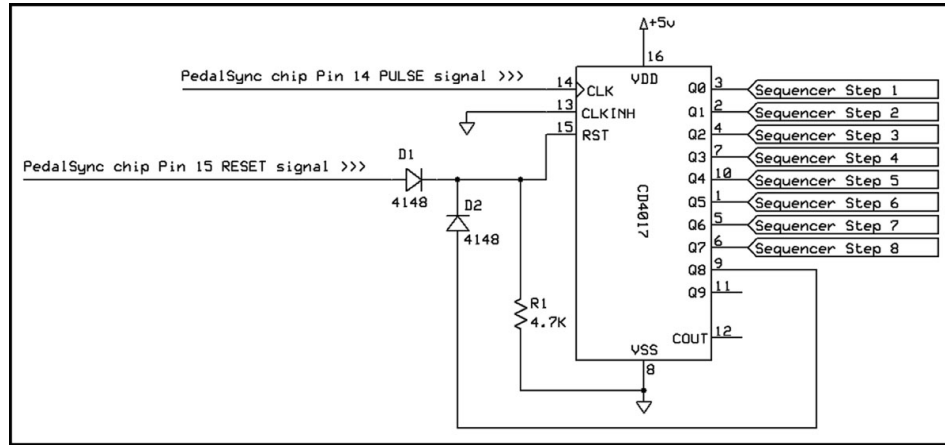 +5v
16
PedalSync chip Pin 14 PULSE signal >>>
14
CLK
VDD
Q0
3
Sequencer Step 1
13
CLKINH
Q1
2
Sequencer Step 2
15
RST
Q2
4
Sequencer Step 3
Q3
7
Sequencer Step 4
PedalSync chip Pin 15 RESET signal >>>
D1
4148
Q4
10
Sequencer Step 5
D2
4148
CD4017
Q5
1
Sequencer Step 6
Q6
5
Sequencer Step 7
Q7
6
Sequencer Step 8
Q8
9
Q9
11
R1
4.7K
COUT
12
VSS
8